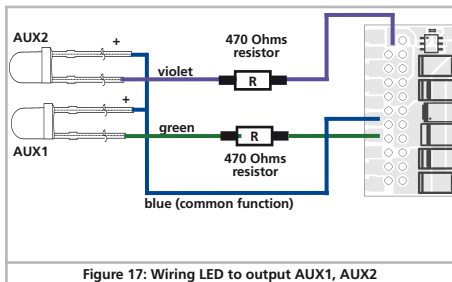 AUX2
+
470 Ohms
resistor
violet
R
+
green
R
AUX1
470 Ohms
resistor
blue (common function)
Figure 17: Wiring LED to output AUX1, AUX2